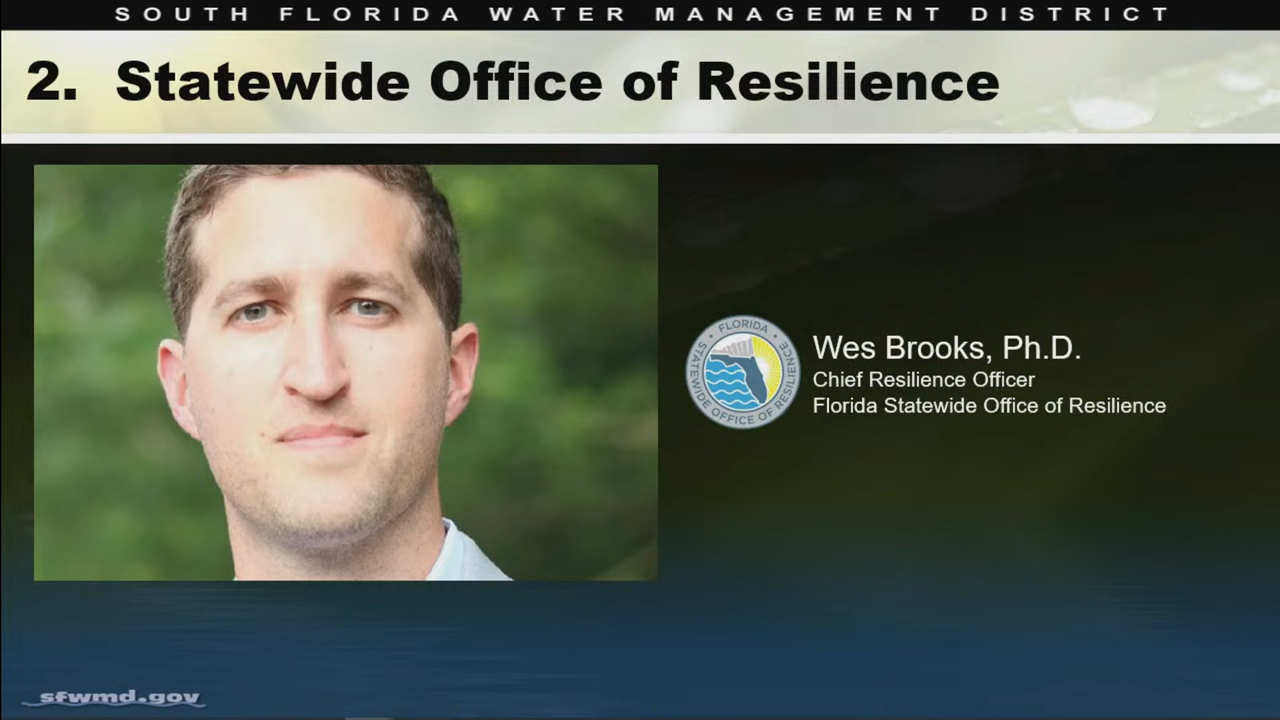 SOUTH FLORIDA WATER MANAGEMENT DISTRICT
2. Statewide Office of Resilience
FLORIDA
STATEWIDE OFFICE OF RESILIENCE
Wes Brooks, Ph.D.
Chief Resilience Officer
Florida Statewide Office of Resilience
sfwmd.gov